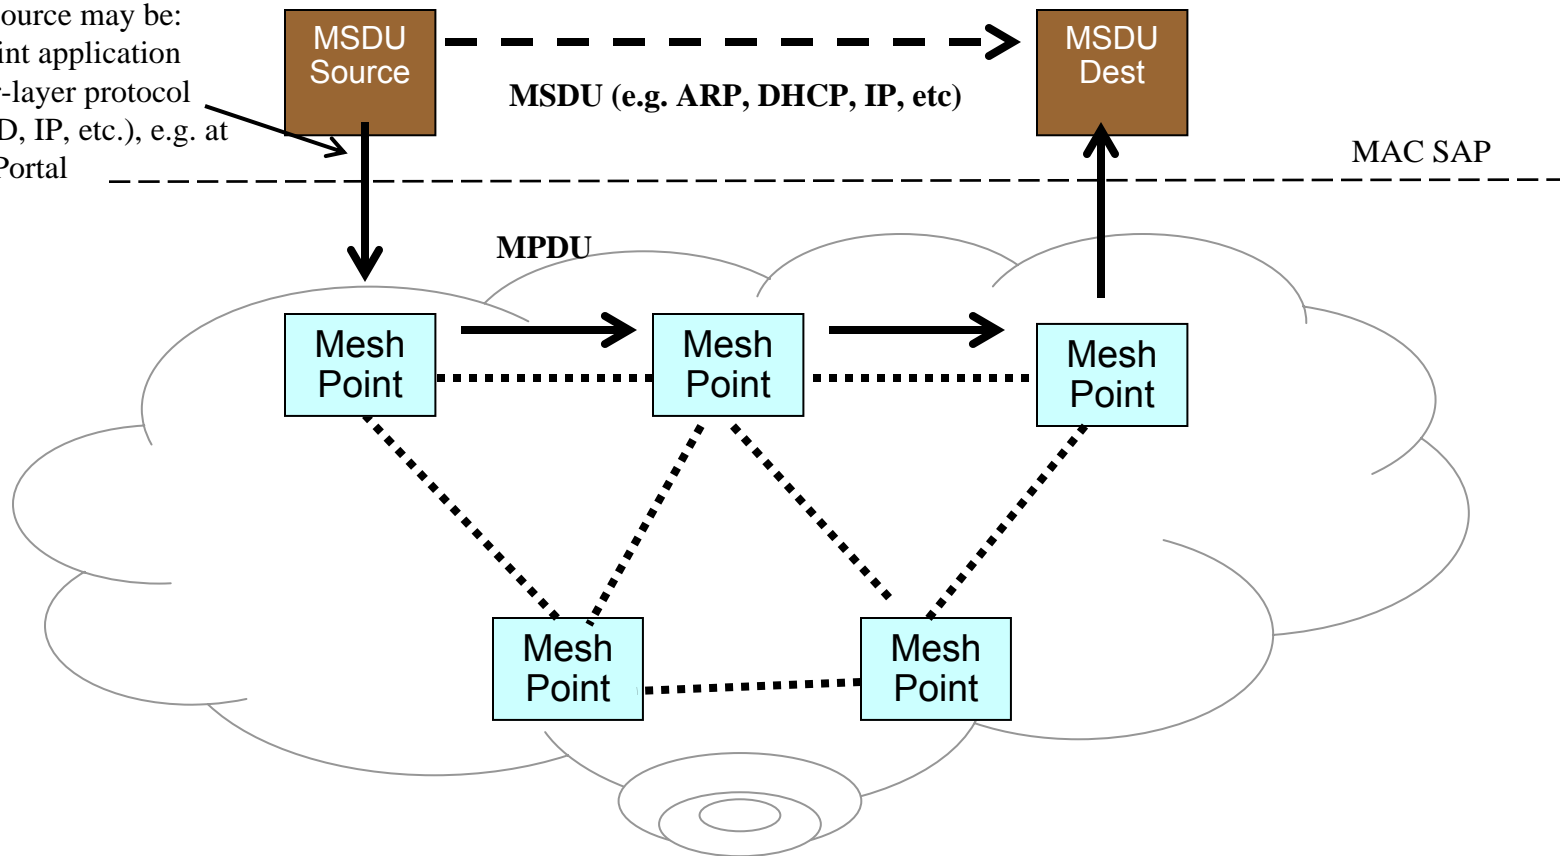 ource may be:
int application
r-layer protocol
D, IP, etc.), e.g. at
Portal
MSDU
Source
MSDU (e.g. ARP, DHCP, IP, etc)
MSDU
Dest
MAC SAP
MPDU
Mesh
Point
Mesh
Point
Mesh
Point
Mesh
Point
Mesh
Point